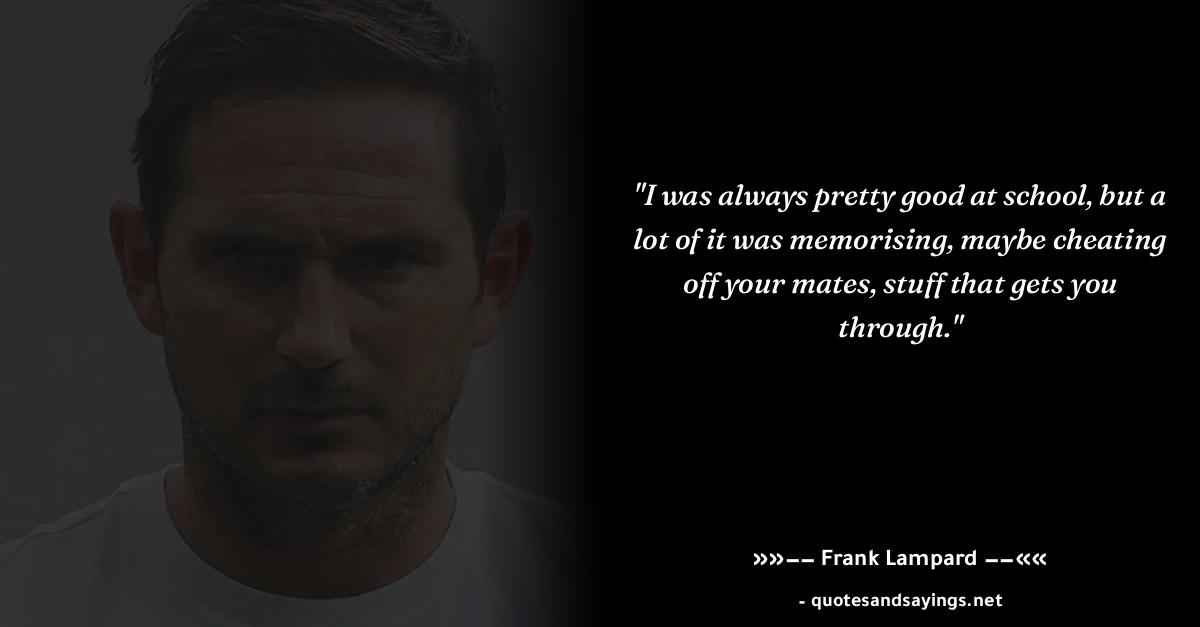 "I was always pretty good at school, but a
lot of it was memorising, maybe cheating
off your mates, stuff that gets you
through."
»»−− Frank Lampard −−««
- quotesandsayings.net